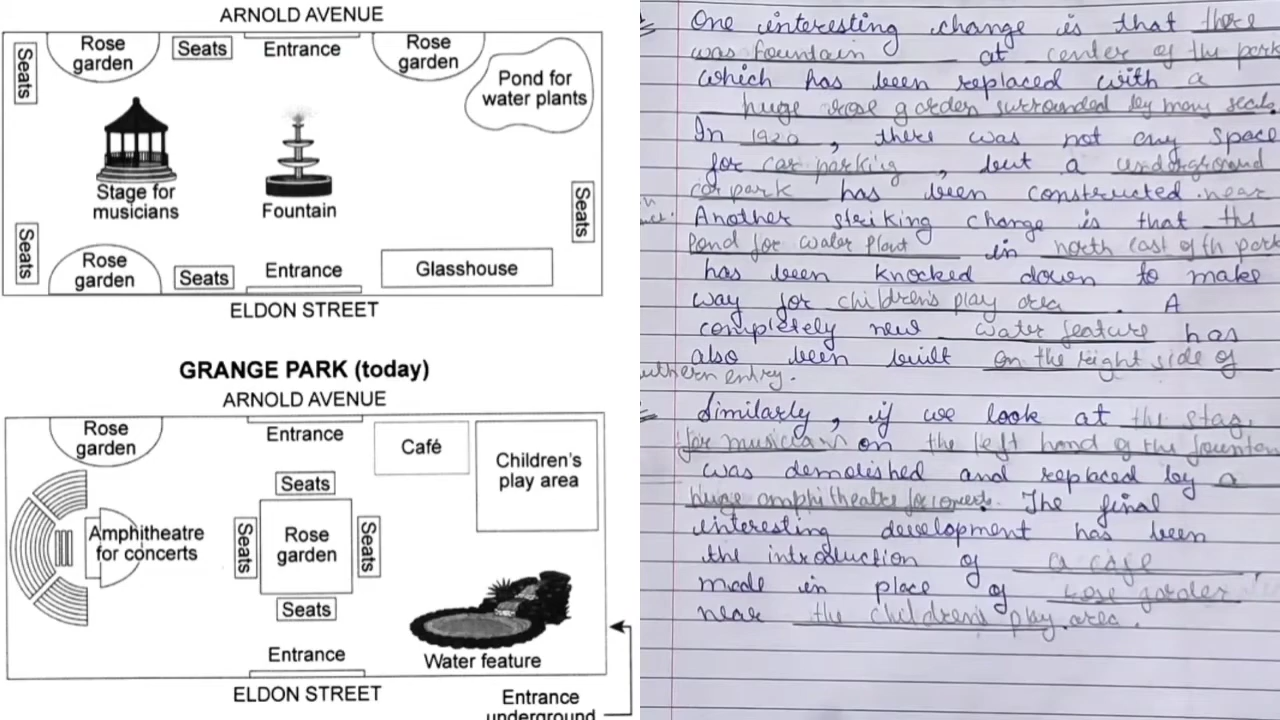 ARNOLD AVENUE
Rose
garden
Seats
Entrance
Rose
garden
Seats
Pond for
water plants
Stage for
musicians
Fountain
Seats
Seats
Rose
garden
Seats
Entrance
Glasshouse
ELDON STREET
GRANGE PARK (today)
ARNOLD AVENUE
Rose
garden
Entrance
Café
Children's
play area
Seats
Amphitheatre
for concerts
Seats
Rose
garden
Seats
Seats
Entrance
Water feature
ELDON STREET
Entrance
underground
One interesting change is that there
was fountain at center of the park
which has been replaced with a
huge rose garden surrounded by many seats.
In 1920, there was not any space
for car parking, but a underground
car park has been constructed near
Another striking change is that the
Pond for water plant in north east of th park
has been knocked down to make
way for children's play area. A
completely new water feature has
also been built on the right side of
uthern entry.
Similarly, if we look at the stag
for musician on the left hand of the fountan
was demolished and replaced by a
huge amphitheatre for concerts. The final
interesting development has been
the introduction of a cafe,
made in place of rose garden
near the children's play area.